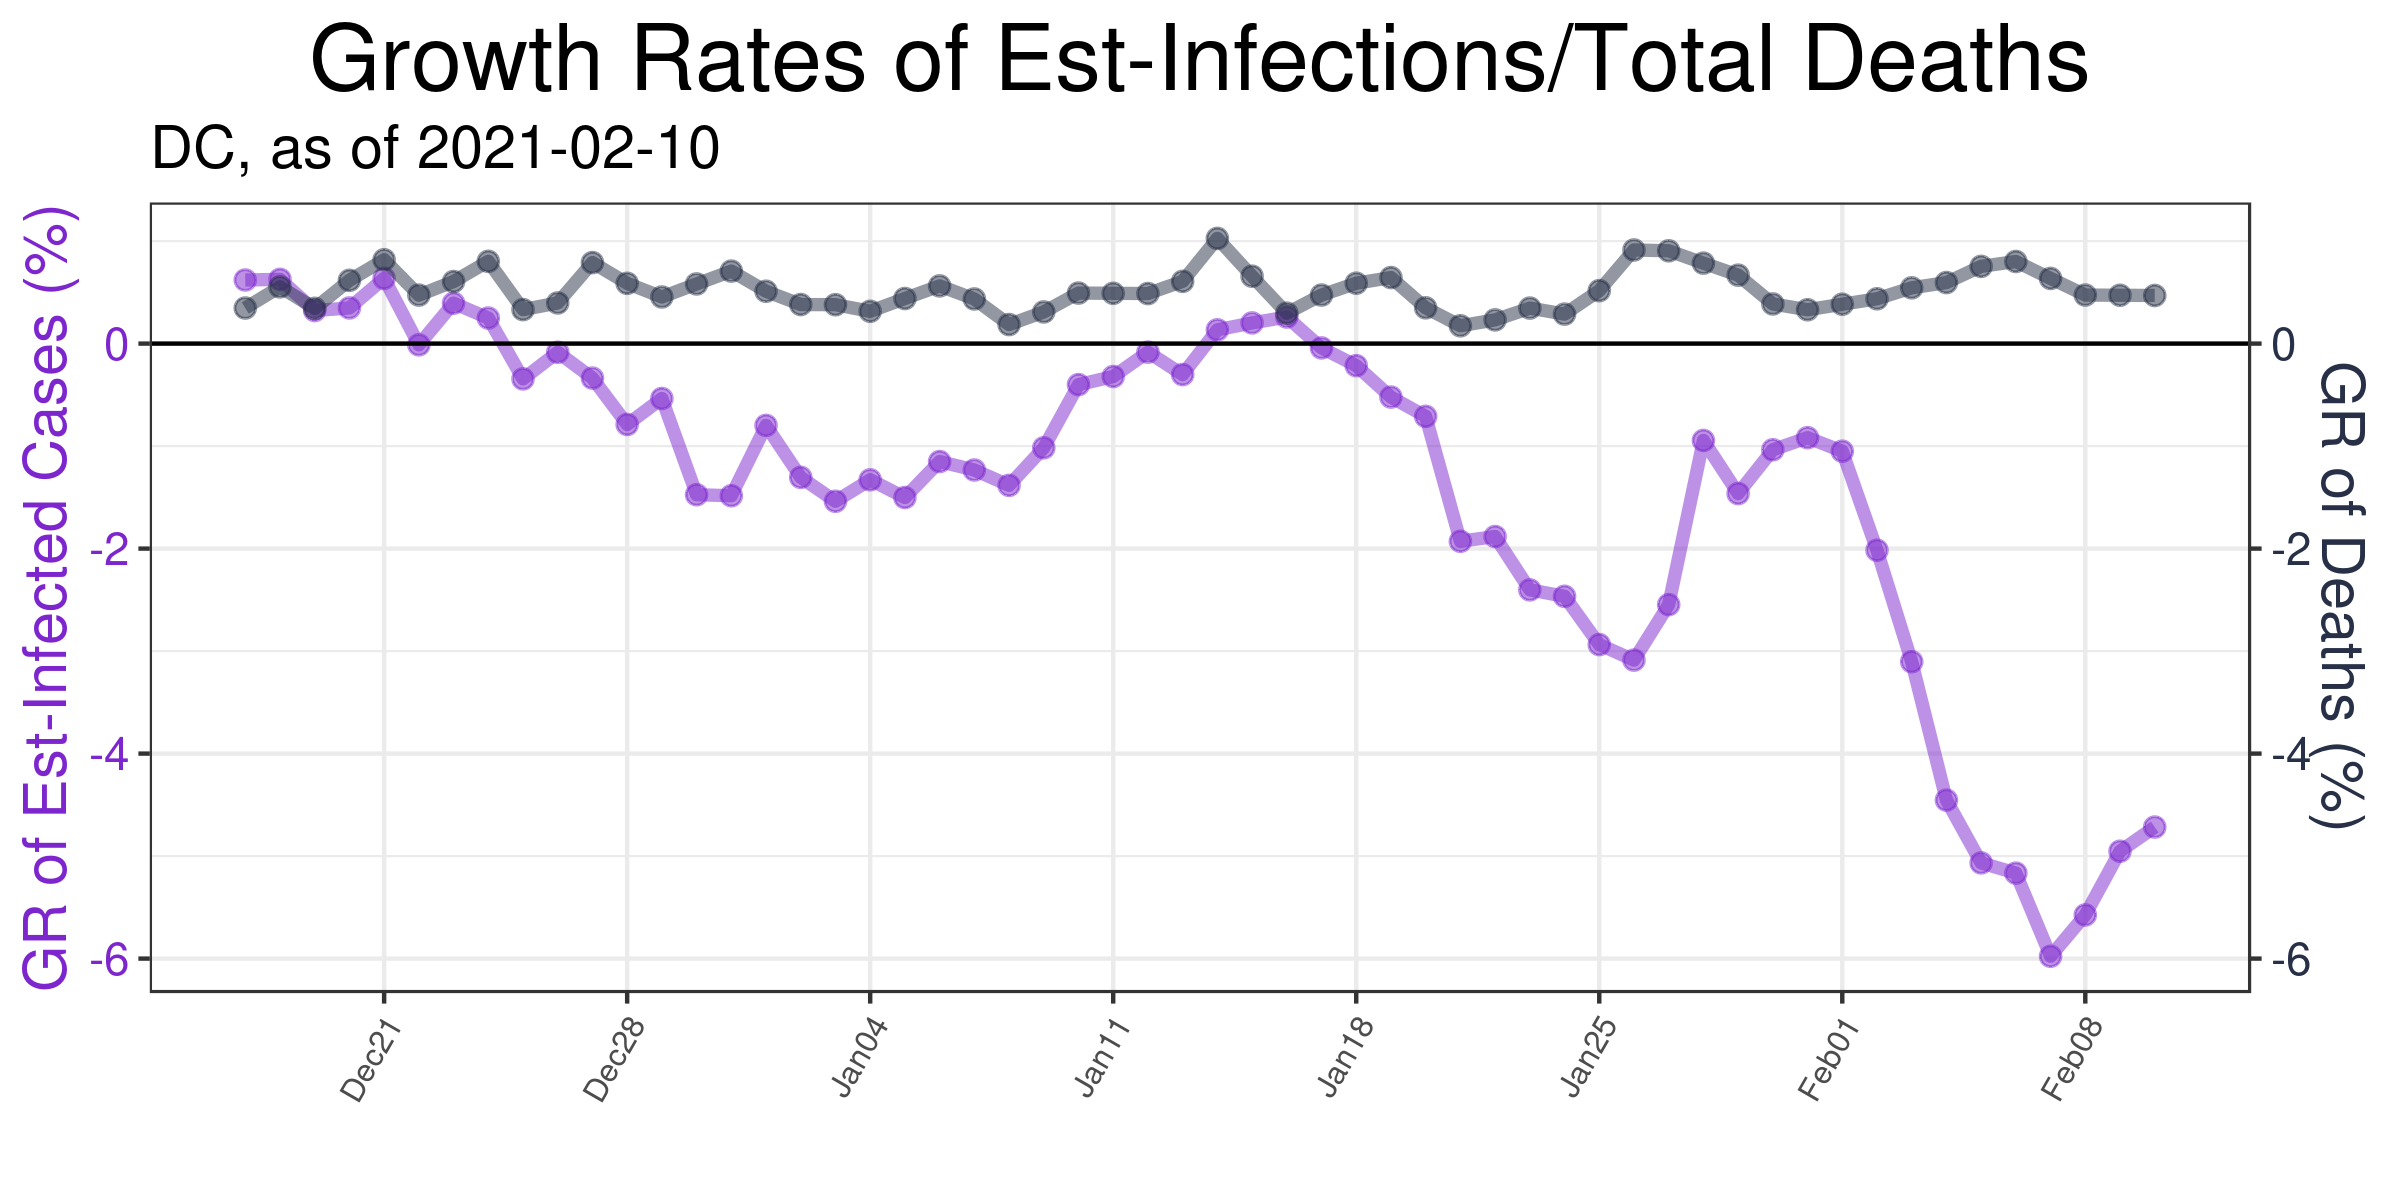 Growth Rates of Est-Infections/Total Deaths
DC, as of 2021-02-10
GR of Est-Infected Cases (%)
0
-2
-4
-6
0
-2
-4
-6
GR of Deaths (%)
Dec21
Dec28
Jan04
Jan11
Jan18
Jan25
Feb01
Feb08